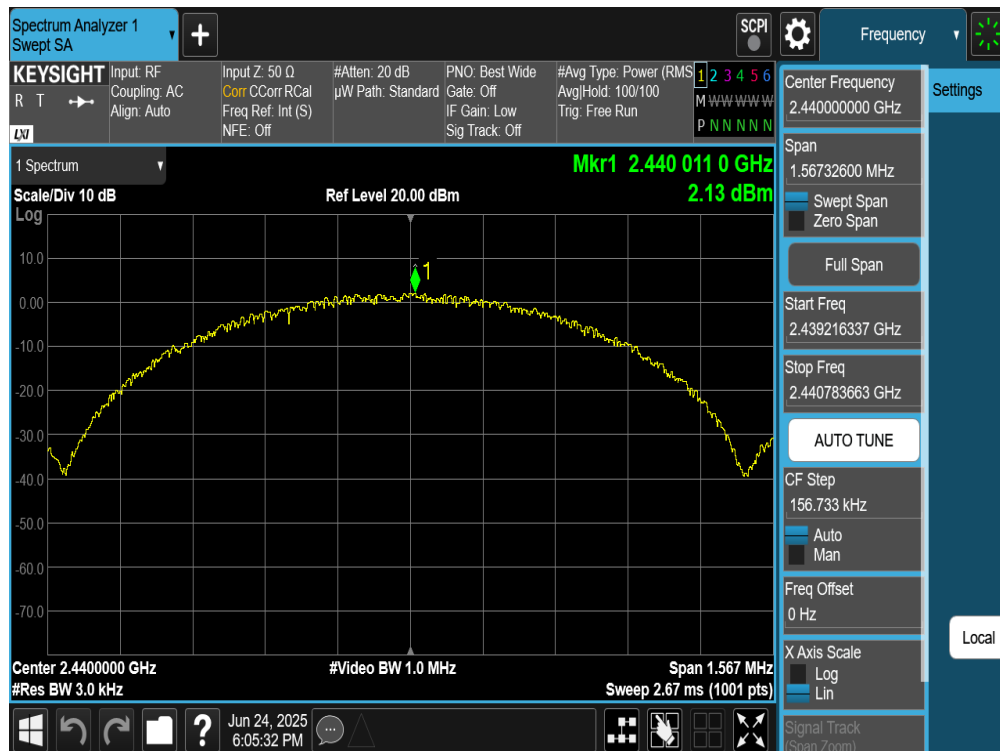 Spectrum Analyzer 1
Swept SA
+
SCPI
Frequency
KEYSIGHT
R T
LXI
Input: RF
Coupling: AC
Align: Auto
Input Z: 50 Ω
Corr CCorr RCal
Freq Ref: Int (S)
NFE: Off
#Atten: 20 dB
µW Path: Standard
PNO: Best Wide
Gate: Off
IF Gain: Low
Sig Track: Off
#Avg Type: Power (RMS
Avg|Hold: 100/100
Trig: Free Run
1 2 3 4 5 6
M W W W W W
P N N N N N
Center Frequency
2.440000000 GHz
Settings
Span
1.56732600 MHz
Swept Span
Zero Span
Full Span
Start Freq
2.439216337 GHz
Stop Freq
2.440783663 GHz
AUTO TUNE
CF Step
156.733 kHz
Auto
Man
Freq Offset
0 Hz
X Axis Scale
Log
Lin
Local
Signal Track
(Span Zoom)
1 Spectrum
Mkr1 2.440 011 0 GHz
2.13 dBm
Scale/Div 10 dB
Ref Level 20.00 dBm
Log
1
10.0
0.00
-10.0
-20.0
-30.0
-40.0
-50.0
-60.0
-70.0
Center 2.4400000 GHz
#Video BW 1.0 MHz
Span 1.567 MHz
#Res BW 3.0 kHz
Sweep 2.67 ms (1001 pts)
?
Jun 24, 2025
6:05:32 PM